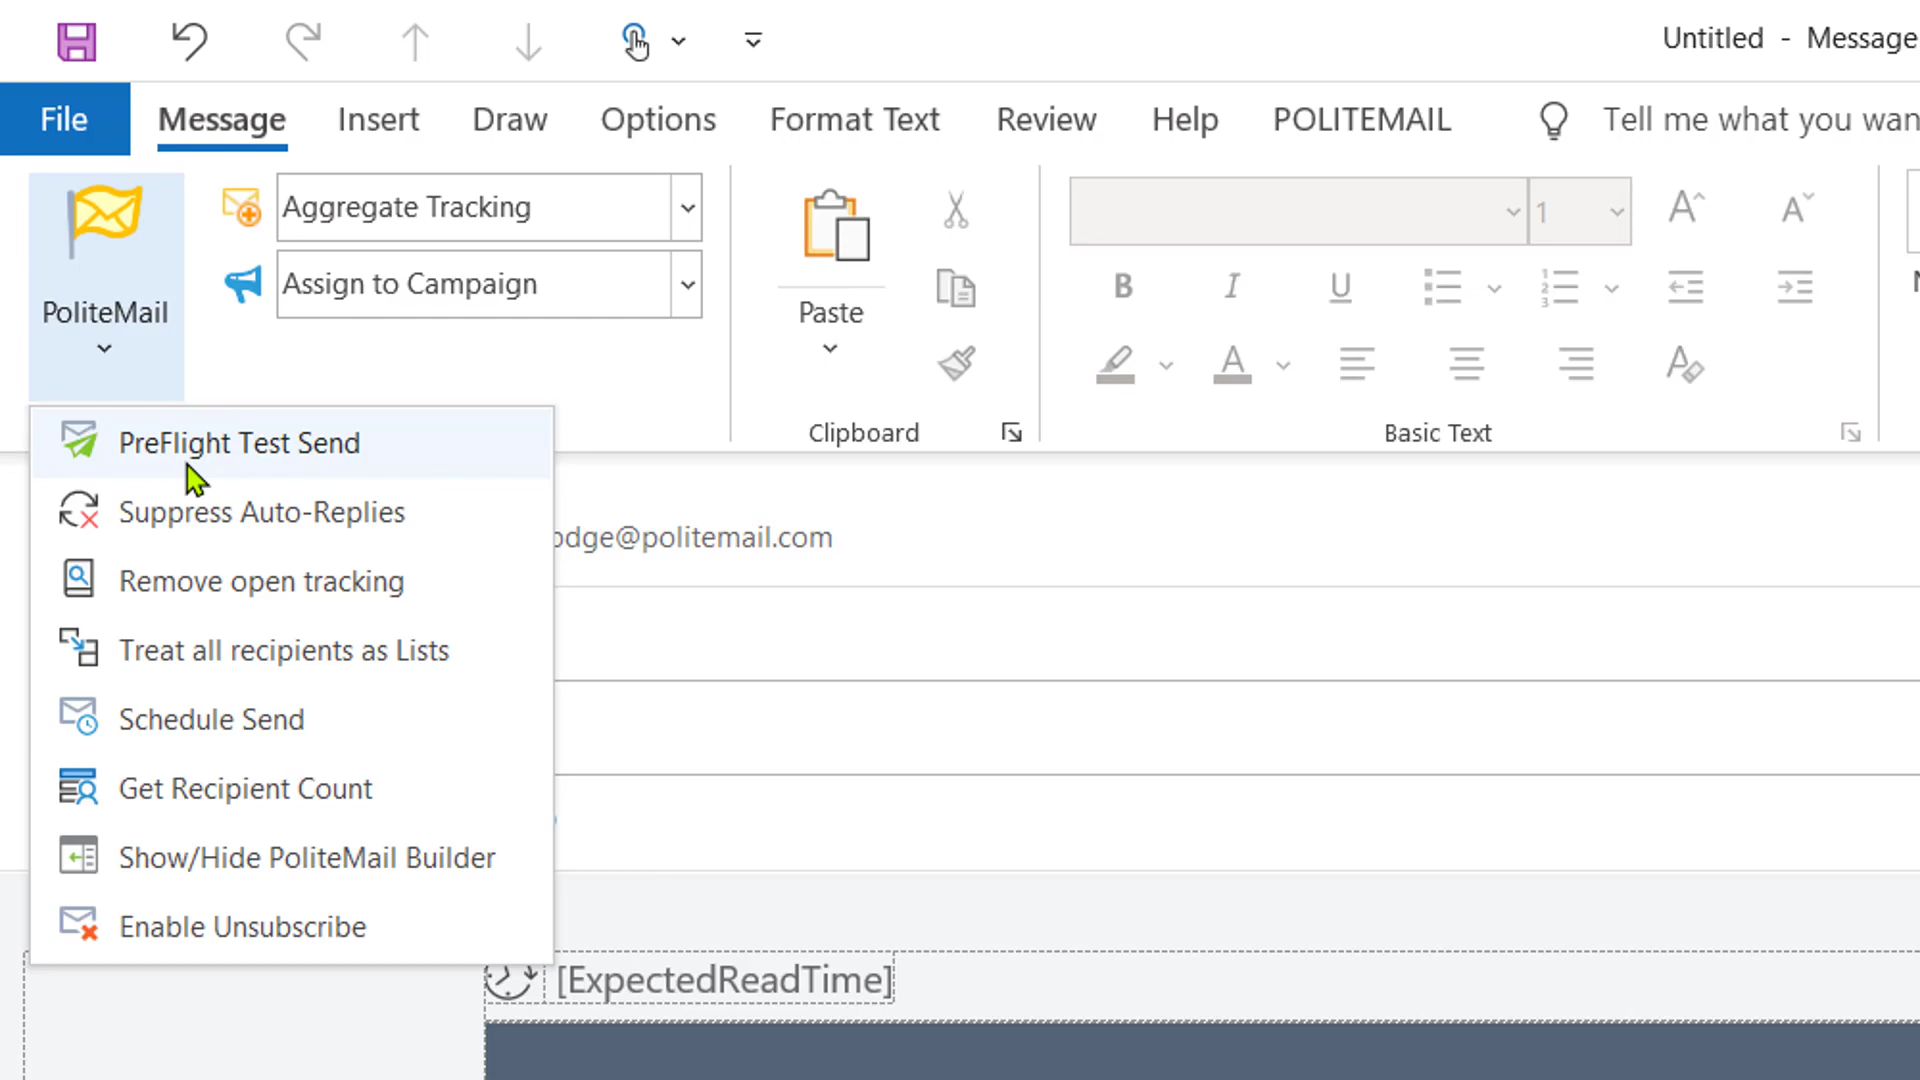 Untitled - Message
File Message Insert Draw Options Format Text Review Help POLITEMAIL Tell me what you wan
PoliteMail
Aggregate Tracking
Assign to Campaign
Paste
Clipboard
1
Basic Text
PreFlight Test Send
Suppress Auto-Replies
Remove open tracking
Treat all recipients as Lists
Schedule Send
Get Recipient Count
Show/Hide PoliteMail Builder
Enable Unsubscribe
odge@politemail.com
[ExpectedReadTime]